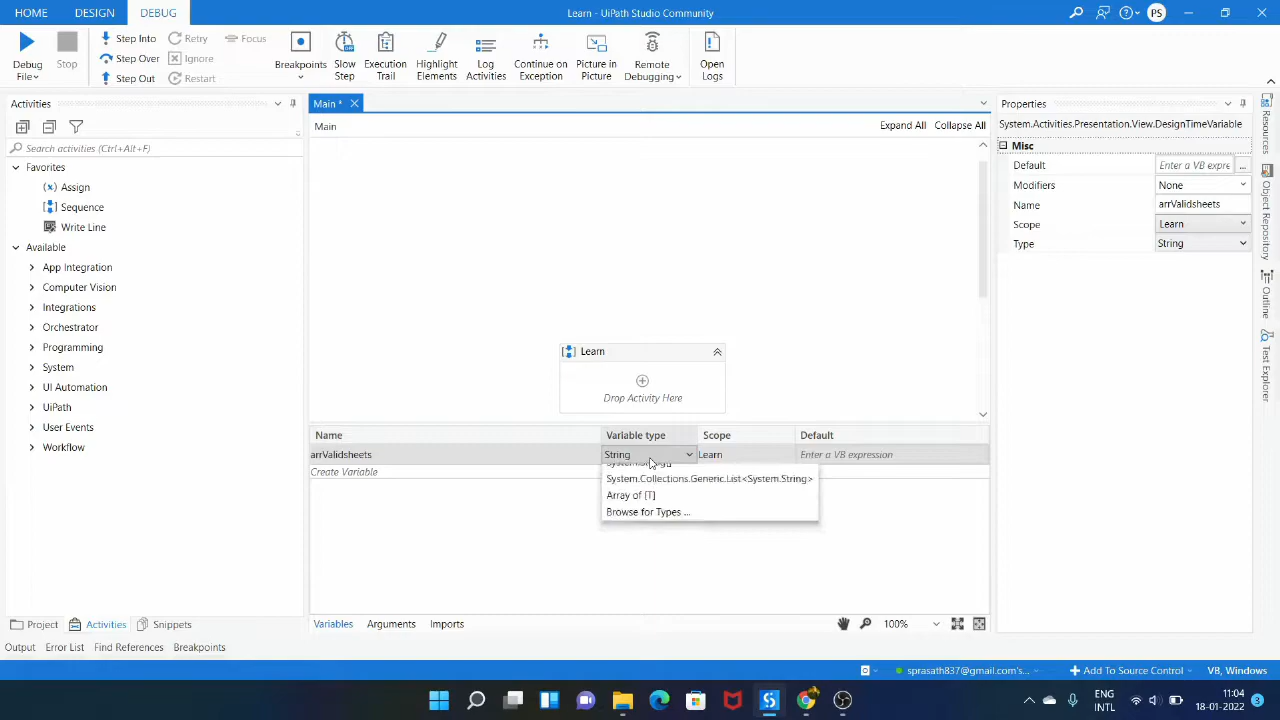 HOME
DESIGN
DEBUG
Learn - UiPath Studio Community
PS
Debug File
Stop
Step Into
Step Over
Step Out
Retry
Ignore
Restart
Focus
Breakpoints
Slow Step
Execution Trail
Highlight Elements
Log Activities
Continue on Exception
Picture in Picture
Remote Debugging
Open Logs
Activities
Main *
Properties
Main
Expand All
Collapse All
System.Activities.Presentation.View.DesignTimeVariable
Search activities (Ctrl+Alt+F)
Misc
Default
Enter a VB expre
...
Modifiers
None
Name
arrValidsheets
Scope
Learn
Type
String
Favorites
Assign
Sequence
Write Line
Available
App Integration
Computer Vision
Integrations
Orchestrator
Programming
System
UI Automation
UiPath
User Events
Workflow
Learn
Drop Activity Here
Name
Variable type
Scope
Default
arrValidsheets
String
Learn
Enter a VB expression
Create Variable
System.Collections.Generic.List<System.String>
Array of [T]
Browse for Types ...
Resources
Object Repository
Outline
Test Explorer
Project
Activities
Snippets
Variables
Arguments
Imports
100%
Output
Error List
Find References
Breakpoints
sprasath837@gmail.com's...
Add To Source Control
VB, Windows
ENG
INTL
11:04
18-01-2022
3